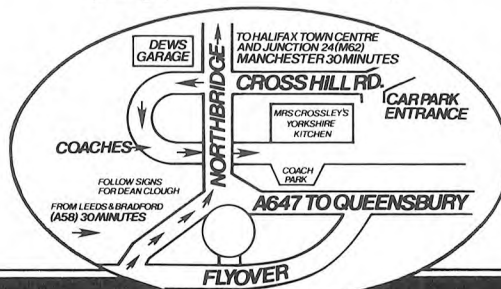 DEWS
GARAGE
TO HALIFAX TOWN CENTRE
AND JUNCTION 24 (M62)
MANCHESTER 30 MINUTES
CROSS HILL RD.
CAR PARK
ENTRANCE
NORTHBRIDGE
MRS CROSSLEY'S
YORKSHIRE
KITCHEN
COACHES
COACH
PARK
FOLLOW SIGNS
FOR DEAN CLOUGH
FROM LEEDS & BRADFORD
(A58) 30 MINUTES
A647 TO QUEENSBURY
FLYOVER